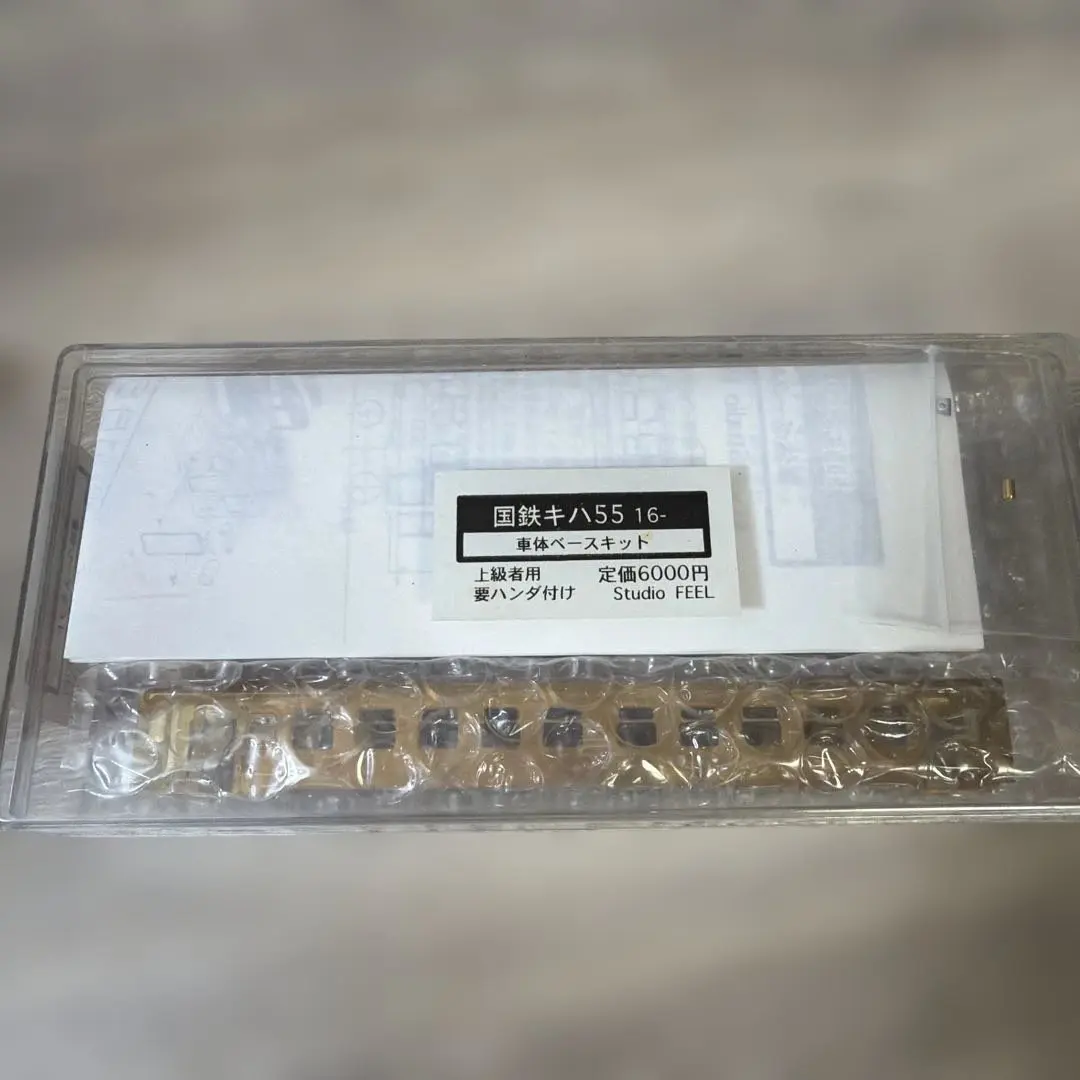 国鉄キハ55 16-
車体ベースキット
上級者用 定価6000円
要ハンダ付け Studio FEEL